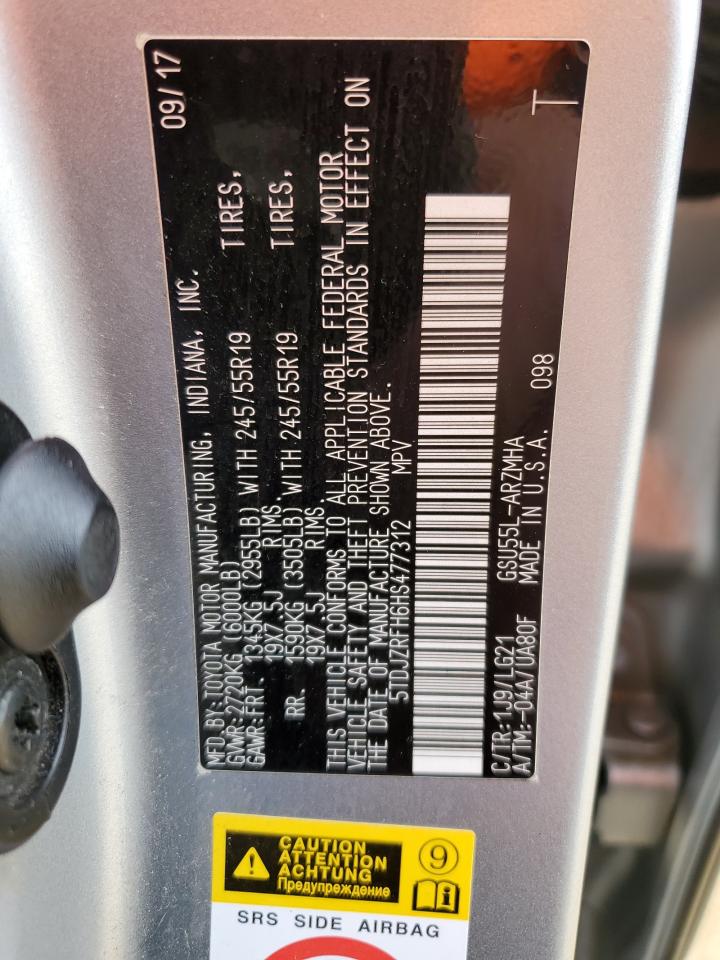 09/17
MFD.BY:TOYOTA MOTOR MANUFACTURING, INDIANA, INC.
GVWR:2720KG (6000LB)
GAWR:FRT. 1345KG (2955LB) WITH 245/55R19 TIRES,
19X7.5J RIMS.
RR. 1590KG (3505LB) WITH 245/55R19 TIRES,
19X7.5J RIMS.
THIS VEHICLE CONFORMS TO ALL APPLICABLE FEDERAL MOTOR
VEHICLE SAFETY AND THEFT PREVENTION STANDARDS IN EFFECT ON
THE DATE OF MANUFACTURE SHOWN ABOVE.
5TDJZRFH6HS477312 MPV
C/TR:1J9/LG21 GSU55L-ARZMHA 098
A/TM:-04A/UA80F MADE IN U.S.A.
T
CAUTION
ATTENTION
ACHTUNG
Предупреждение
9
i
SRS SIDE AIRBAG